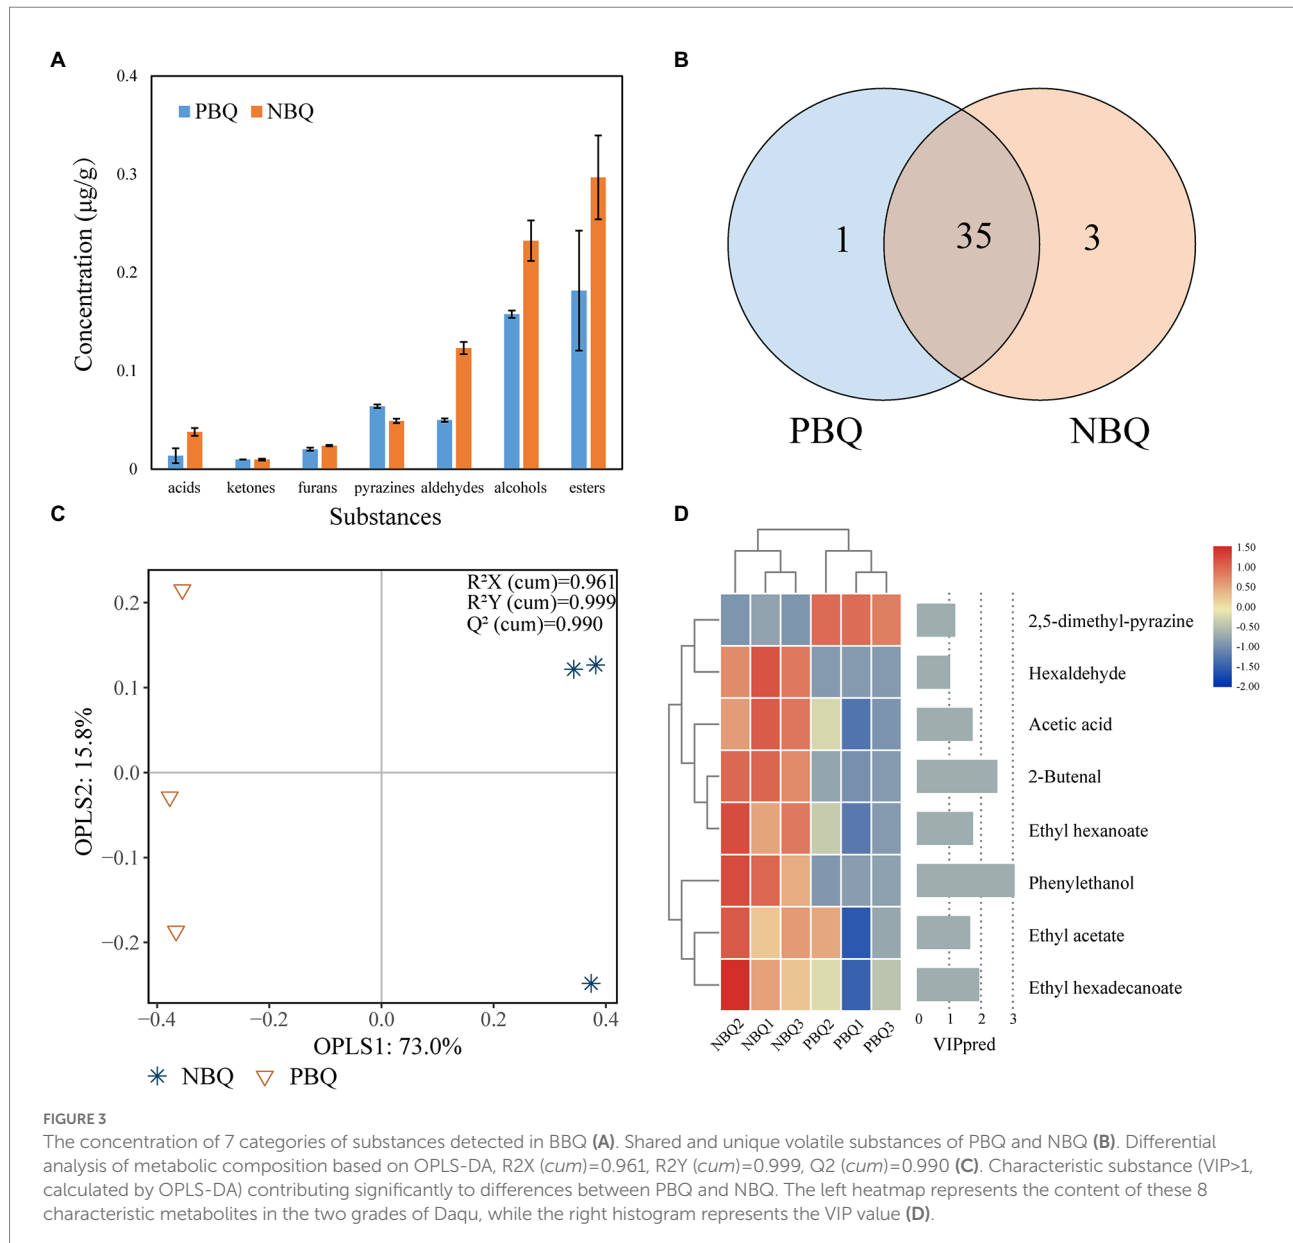 A
0.4
0.3
0.2
0.1
0
Concentration (µg/g)
PBQ NBQ
acids ketones furans pyrazines aldehydes alcohols esters
Substances
B
1 35 3
PBQ NBQ
C
R²X (cum)=0.961
R²Y (cum)=0.999
Q² (cum)=0.990
0.2
0.1
0.0
−0.1
−0.2
OPLS2: 15.8%
−0.4 −0.2 0.0 0.2 0.4
OPLS1: 73.0%
NBQ PBQ
D
1.50
1.00
0.50
0.00
-0.50
-1.00
-1.50
-2.00
2,5-dimethyl-pyrazine
Hexaldehyde
Acetic acid
2-Butenal
Ethyl hexanoate
Phenylethanol
Ethyl acetate
Ethyl hexadecanoate
NBQ2 NBQ1 NBQ3 PBQ2 PBQ1 PBQ3
0 1 2 3
VIPpred
FIGURE 3
The concentration of 7 categories of substances detected in BBQ (A). Shared and unique volatile substances of PBQ and NBQ (B). Differential
analysis of metabolic composition based on OPLS-DA, R2X (cum)=0.961, R2Y (cum)=0.999, Q2 (cum)=0.990 (C). Characteristic substance (VIP>1,
calculated by OPLS-DA) contributing significantly to differences between PBQ and NBQ. The left heatmap represents the content of these 8
characteristic metabolites in the two grades of Daqu, while the right histogram represents the VIP value (D).